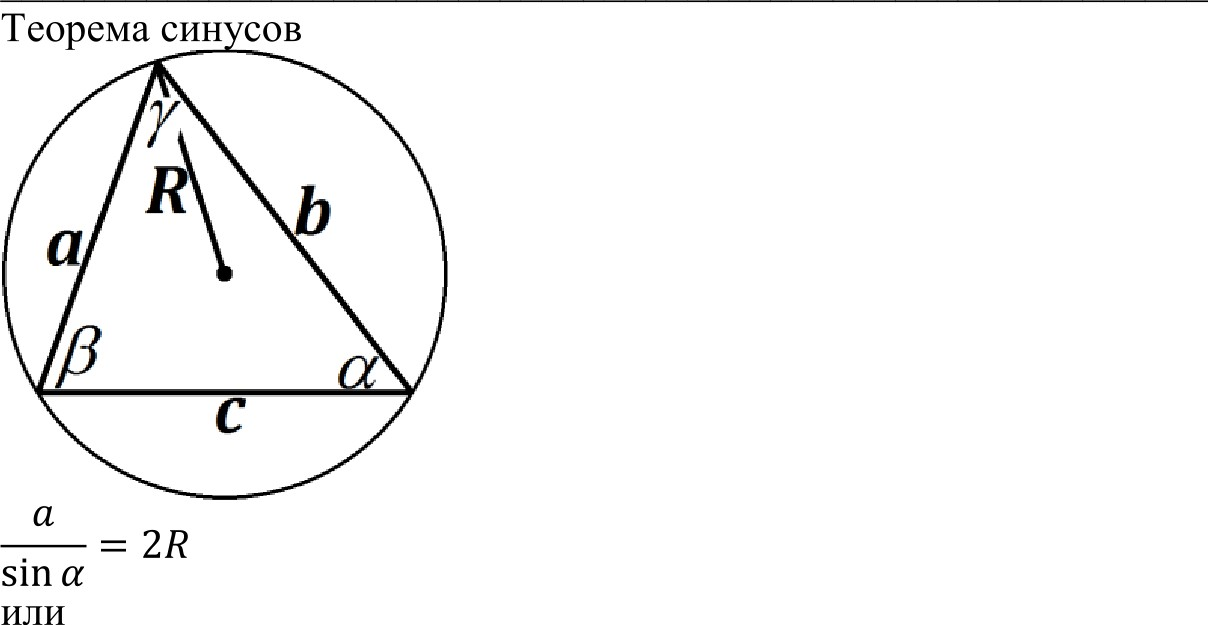 Теорема синусов
γ
R
b
a
β
α
c
a
sin α
= 2R
или